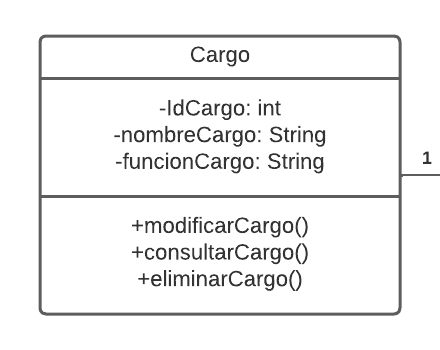 Cargo
-IdCargo: int
-nombreCargo: String
-funcionCargo: String
1
+modificarCargo()
+consultarCargo()
+eliminarCargo()